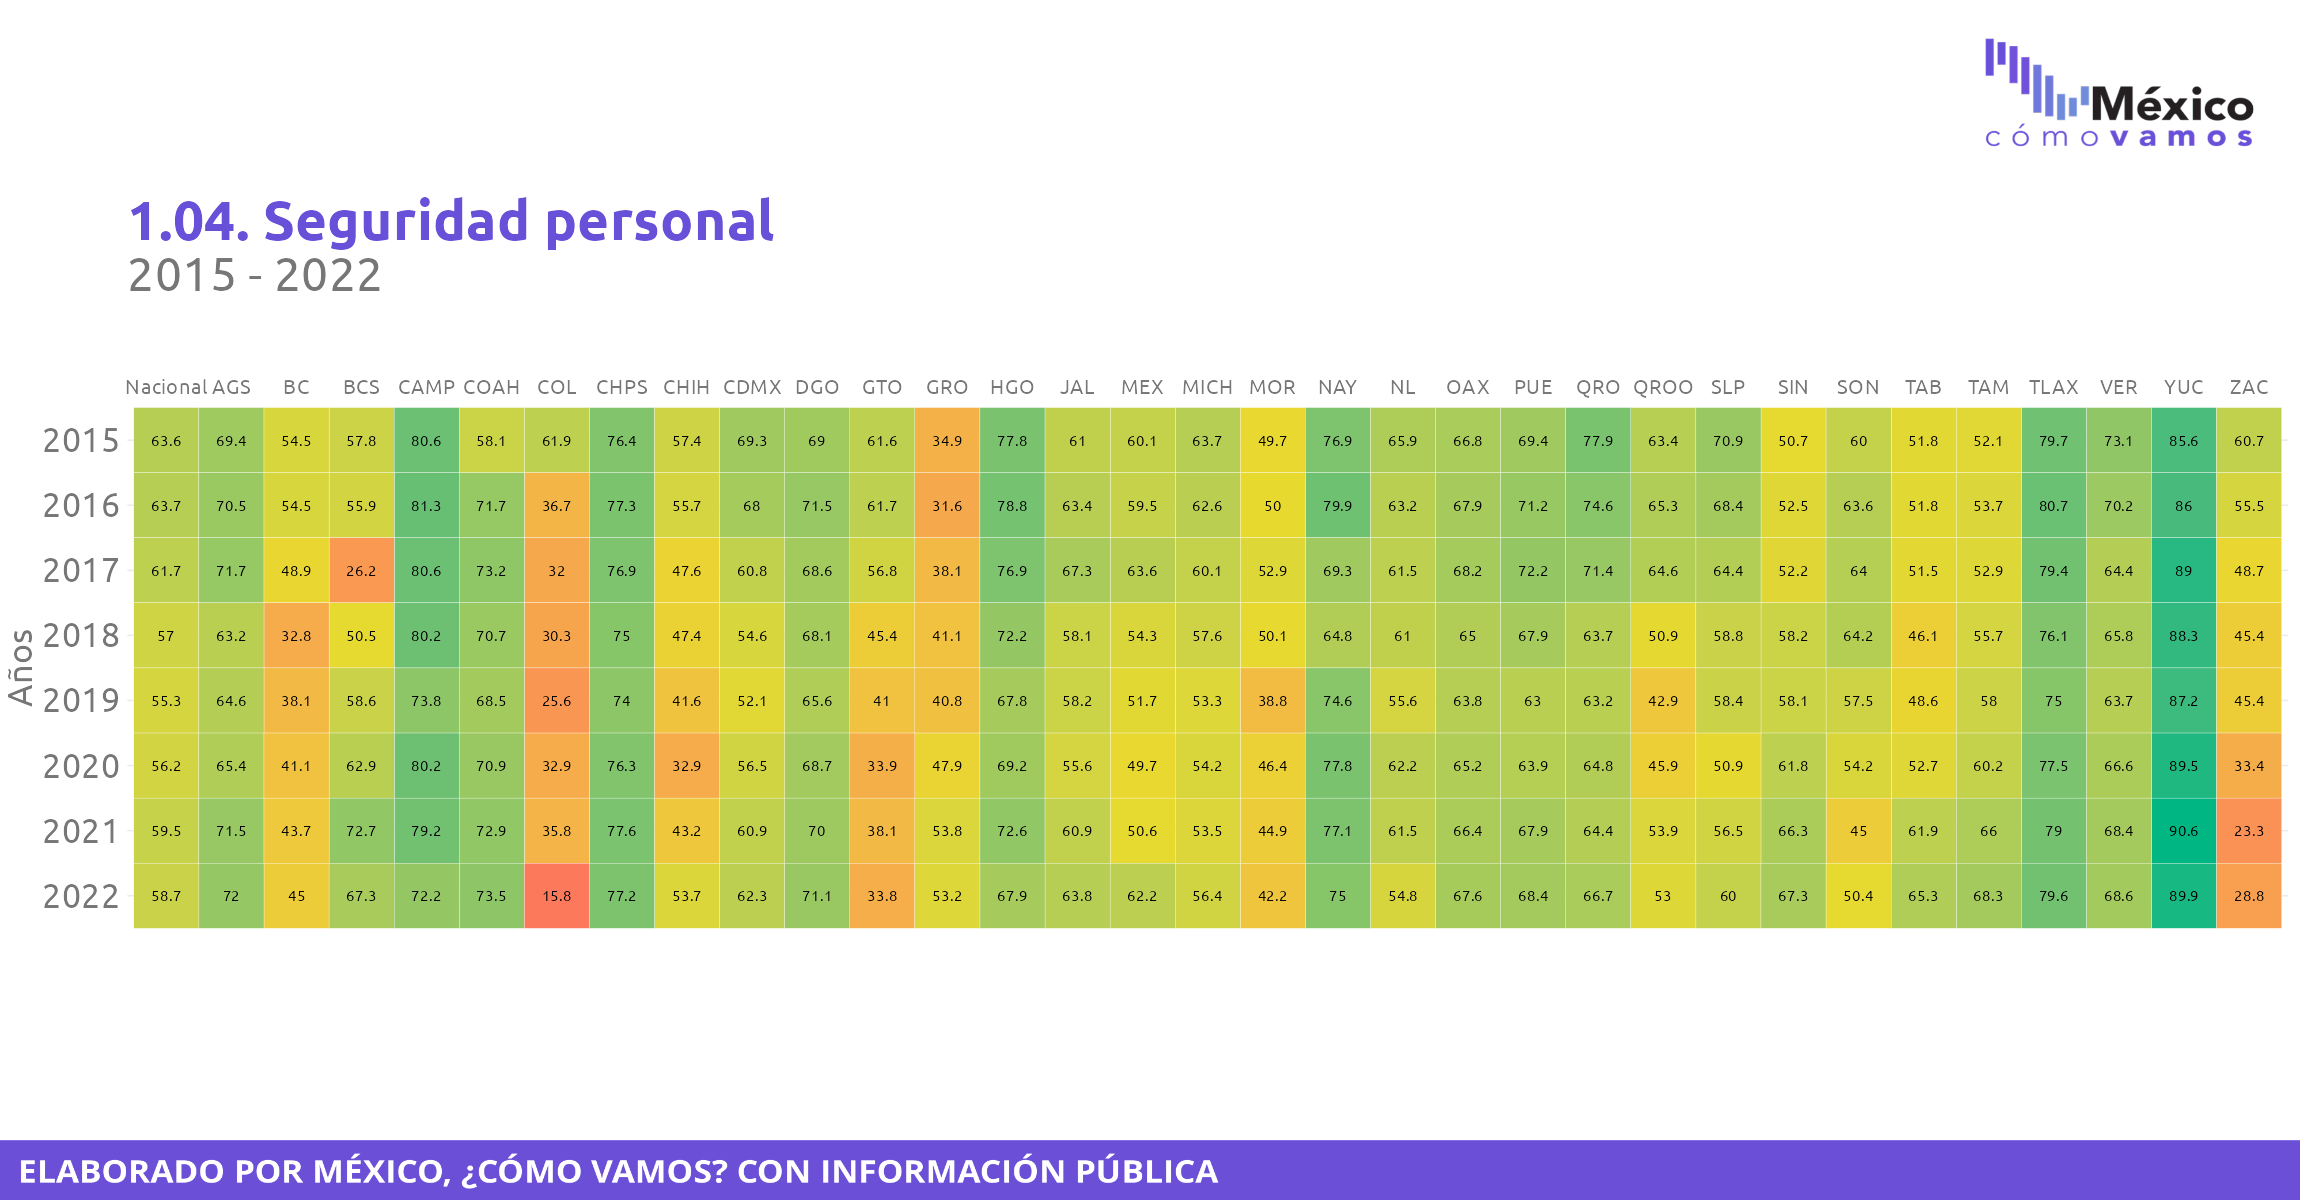 México
cómovamos
1.04. Seguridad personal
2015 - 2022
Nacional AGS BC BCS CAMP COAH COL CHPS CHIH CDMX DGO GTO GRO HGO JAL MEX MICH MOR NAY NL OAX PUE QRO QROO SLP SIN SON TAB TAM TLAX VER YUC ZAC
2015 63.6 69.4 54.5 57.8 80.6 58.1 61.9 76.4 57.4 69.3 69 61.6 34.9 77.8 61 60.1 63.7 49.7 76.9 65.9 66.8 69.4 77.9 63.4 70.9 50.7 60 51.8 52.1 79.7 73.1 85.6 60.7
2016 63.7 70.5 54.5 55.9 81.3 71.7 36.7 77.3 55.7 68 71.5 61.7 31.6 78.8 63.4 59.5 62.6 50 79.9 63.2 67.9 71.2 74.6 65.3 68.4 52.5 63.6 51.8 53.7 80.7 70.2 86 55.5
2017 61.7 71.7 48.9 26.2 80.6 73.2 32 76.9 47.6 60.8 68.6 56.8 38.1 76.9 67.3 63.6 60.1 52.9 69.3 61.5 68.2 72.2 71.4 64.6 64.4 52.2 64 51.5 52.9 79.4 64.4 89 48.7
2018 57 63.2 32.8 50.5 80.2 70.7 30.3 75 47.4 54.6 68.1 45.4 41.1 72.2 58.1 54.3 57.6 50.1 64.8 61 65 67.9 63.7 50.9 58.8 58.2 64.2 46.1 55.7 76.1 65.8 88.3 45.4
Años
2019 55.3 64.6 38.1 58.6 73.8 68.5 25.6 74 41.6 52.1 65.6 41 40.8 67.8 58.2 51.7 53.3 38.8 74.6 55.6 63.8 63 63.2 42.9 58.4 58.1 57.5 48.6 58 75 63.7 87.2 45.4
2020 56.2 65.4 41.1 62.9 80.2 70.9 32.9 76.3 32.9 56.5 68.7 33.9 47.9 69.2 55.6 49.7 54.2 46.4 77.8 62.2 65.2 63.9 64.8 45.9 50.9 61.8 54.2 52.7 60.2 77.5 66.6 89.5 33.4
2021 59.5 71.5 43.7 72.7 79.2 72.9 35.8 77.6 43.2 60.9 70 38.1 53.8 72.6 60.9 50.6 53.5 44.9 77.1 61.5 66.4 67.9 64.4 53.9 56.5 66.3 45 61.9 66 79 68.4 90.6 23.3
2022 58.7 72 45 67.3 72.2 73.5 15.8 77.2 53.7 62.3 71.1 33.8 53.2 67.9 63.8 62.2 56.4 42.2 75 54.8 67.6 68.4 66.7 53 60 67.3 50.4 65.3 68.3 79.6 68.6 89.9 28.8
ELABORADO POR MÉXICO, ¿CÓMO VAMOS? CON INFORMACIÓN PÚBLICA